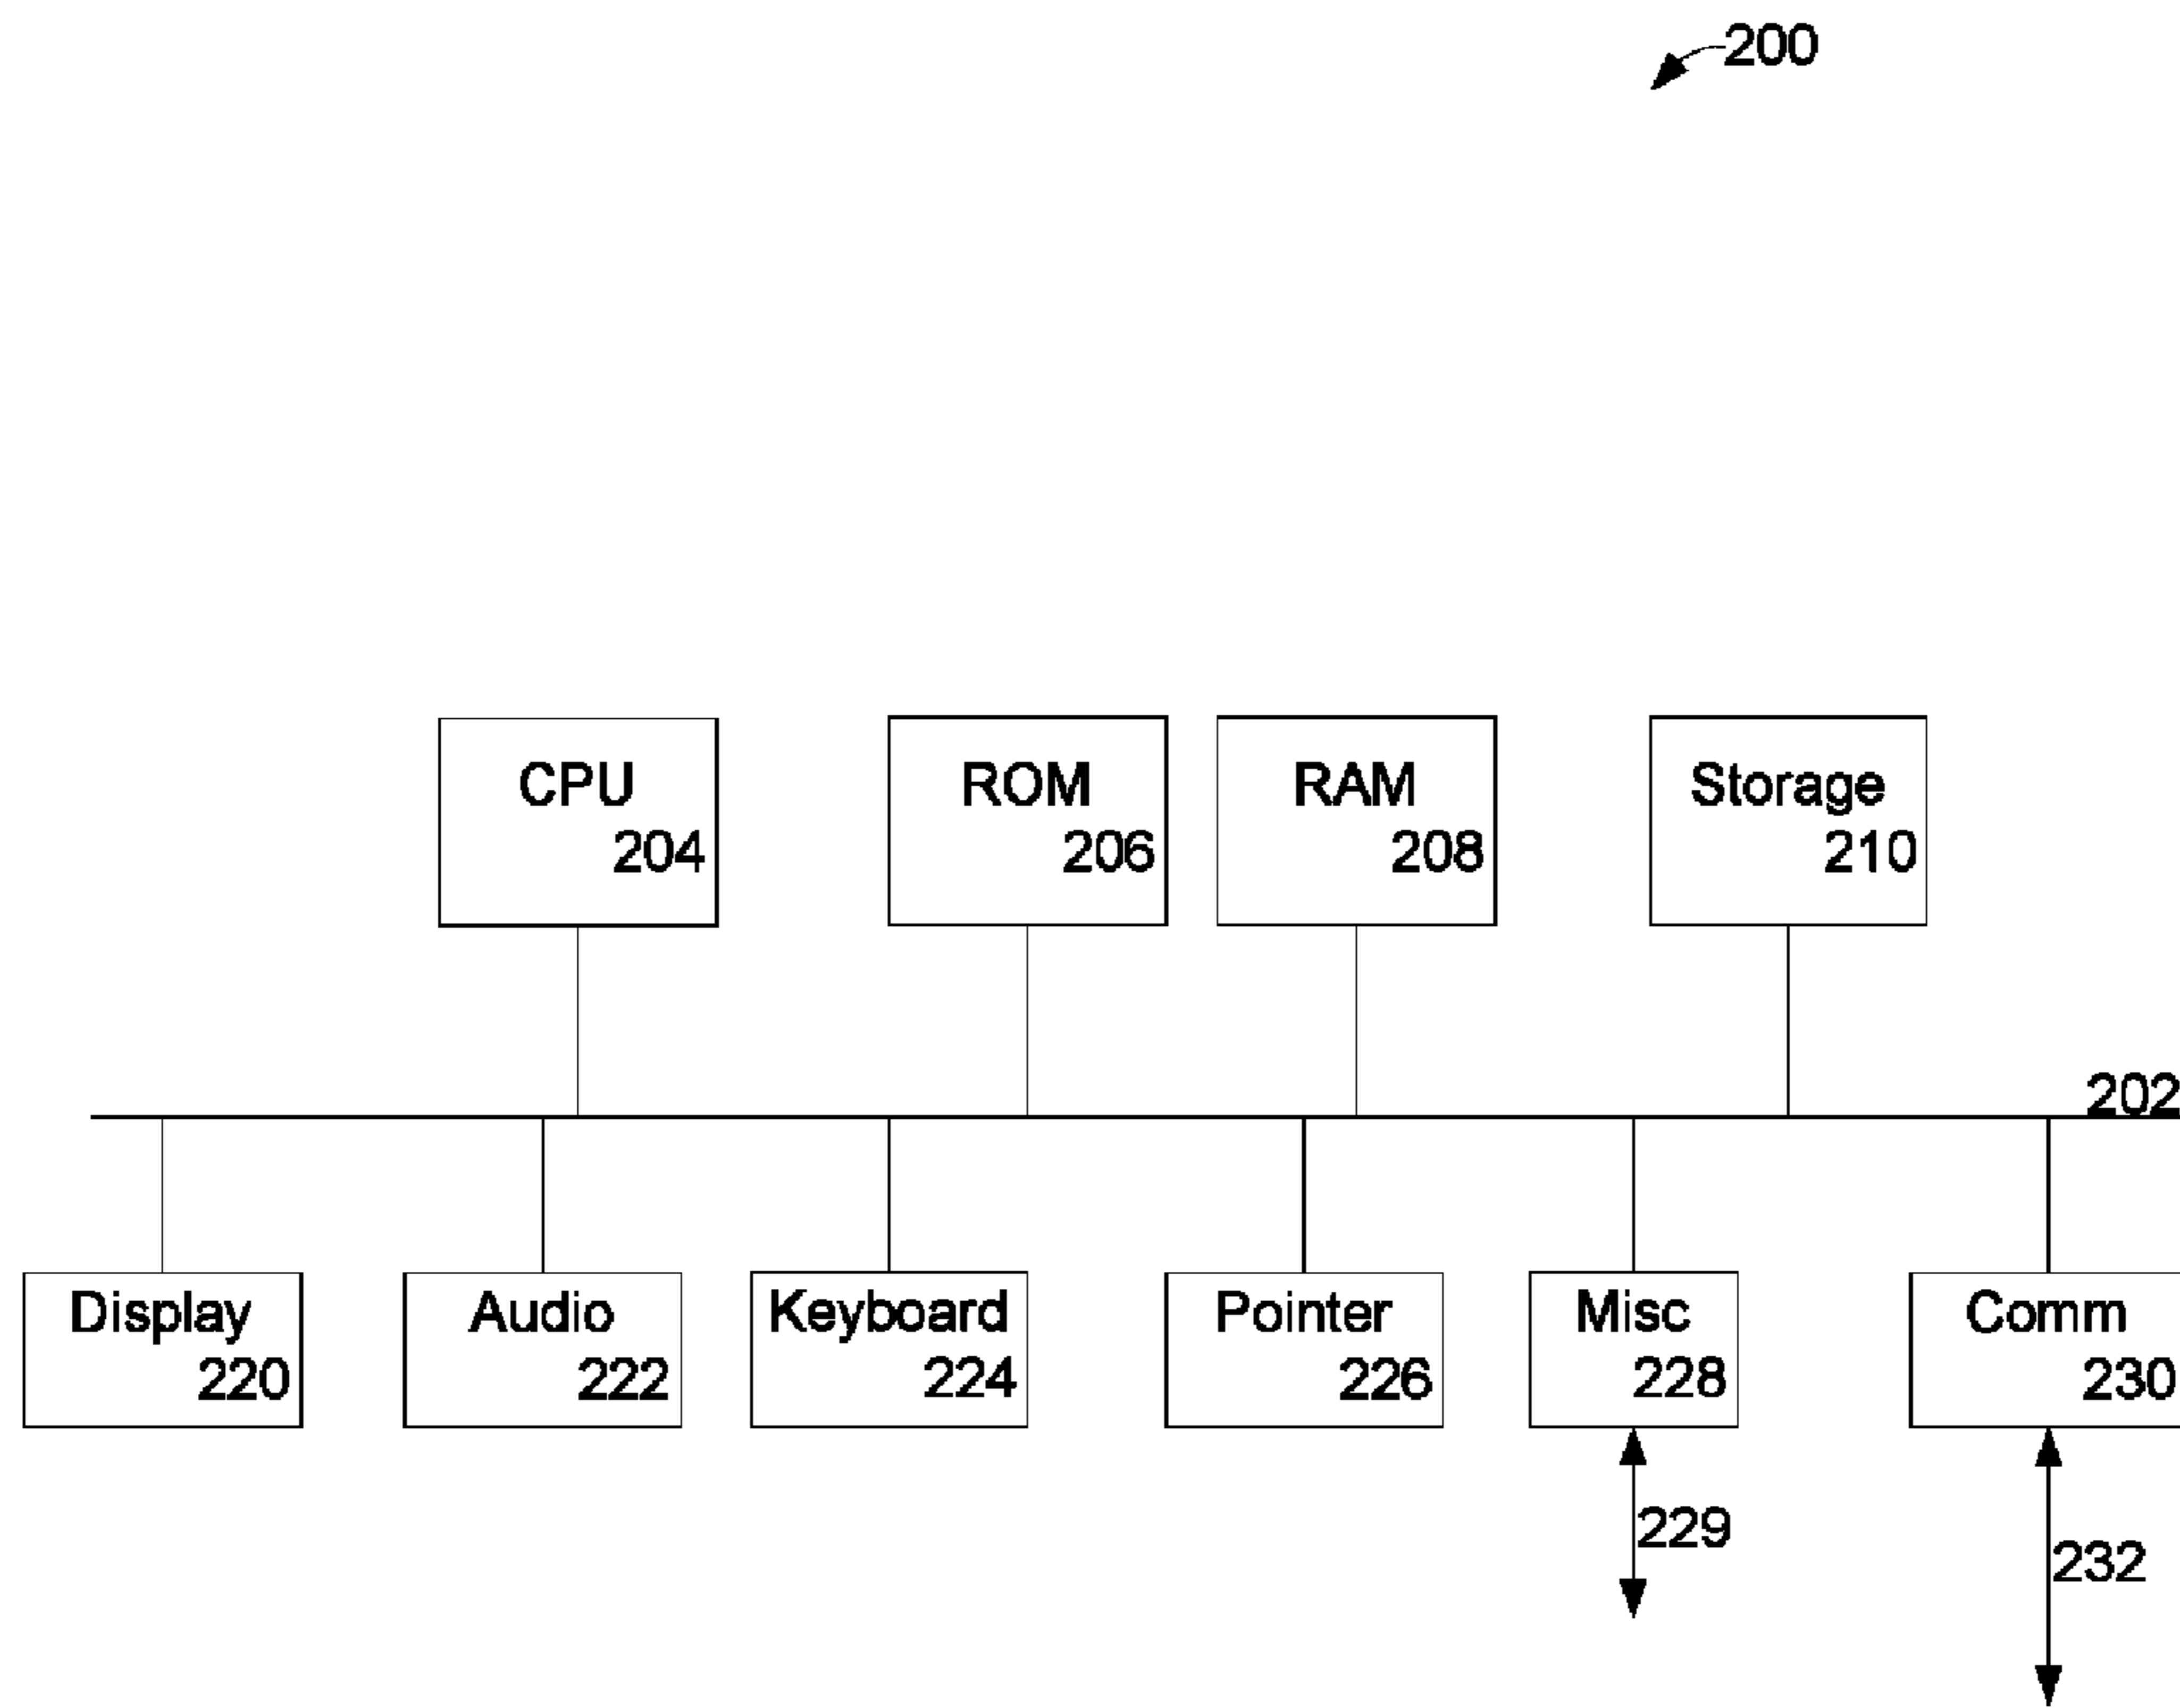 200
CPU
204
ROM
206
RAM
208
Storage
210
202
Display
220
Audio
222
Keyboard
224
Pointer
226
Misc
228
Comm
230
229
232